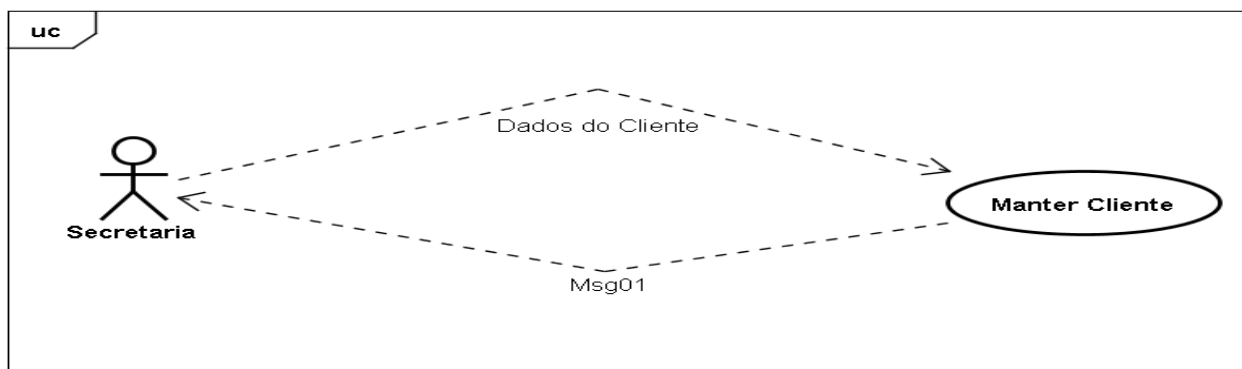 uc
Dados do Cliente
Secretaria
Manter Cliente
Msg01